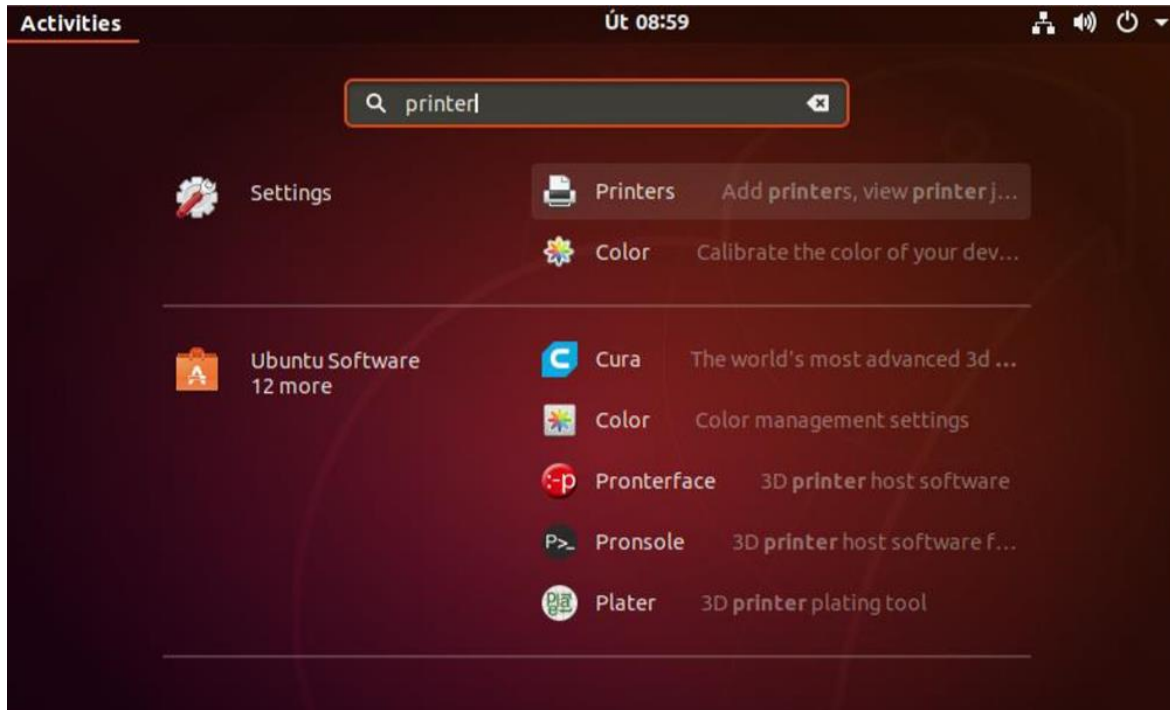 Activities Út 08:59
printer
Settings
Printers Add printers, view printer j...
Color Calibrate the color of your dev...
Ubuntu Software
12 more
Cura The world's most advanced 3d ...
Color Color management settings
:-p Pronterface 3D printer host software
P>_ Pronsole 3D printer host software f...
Plater 3D printer plating tool